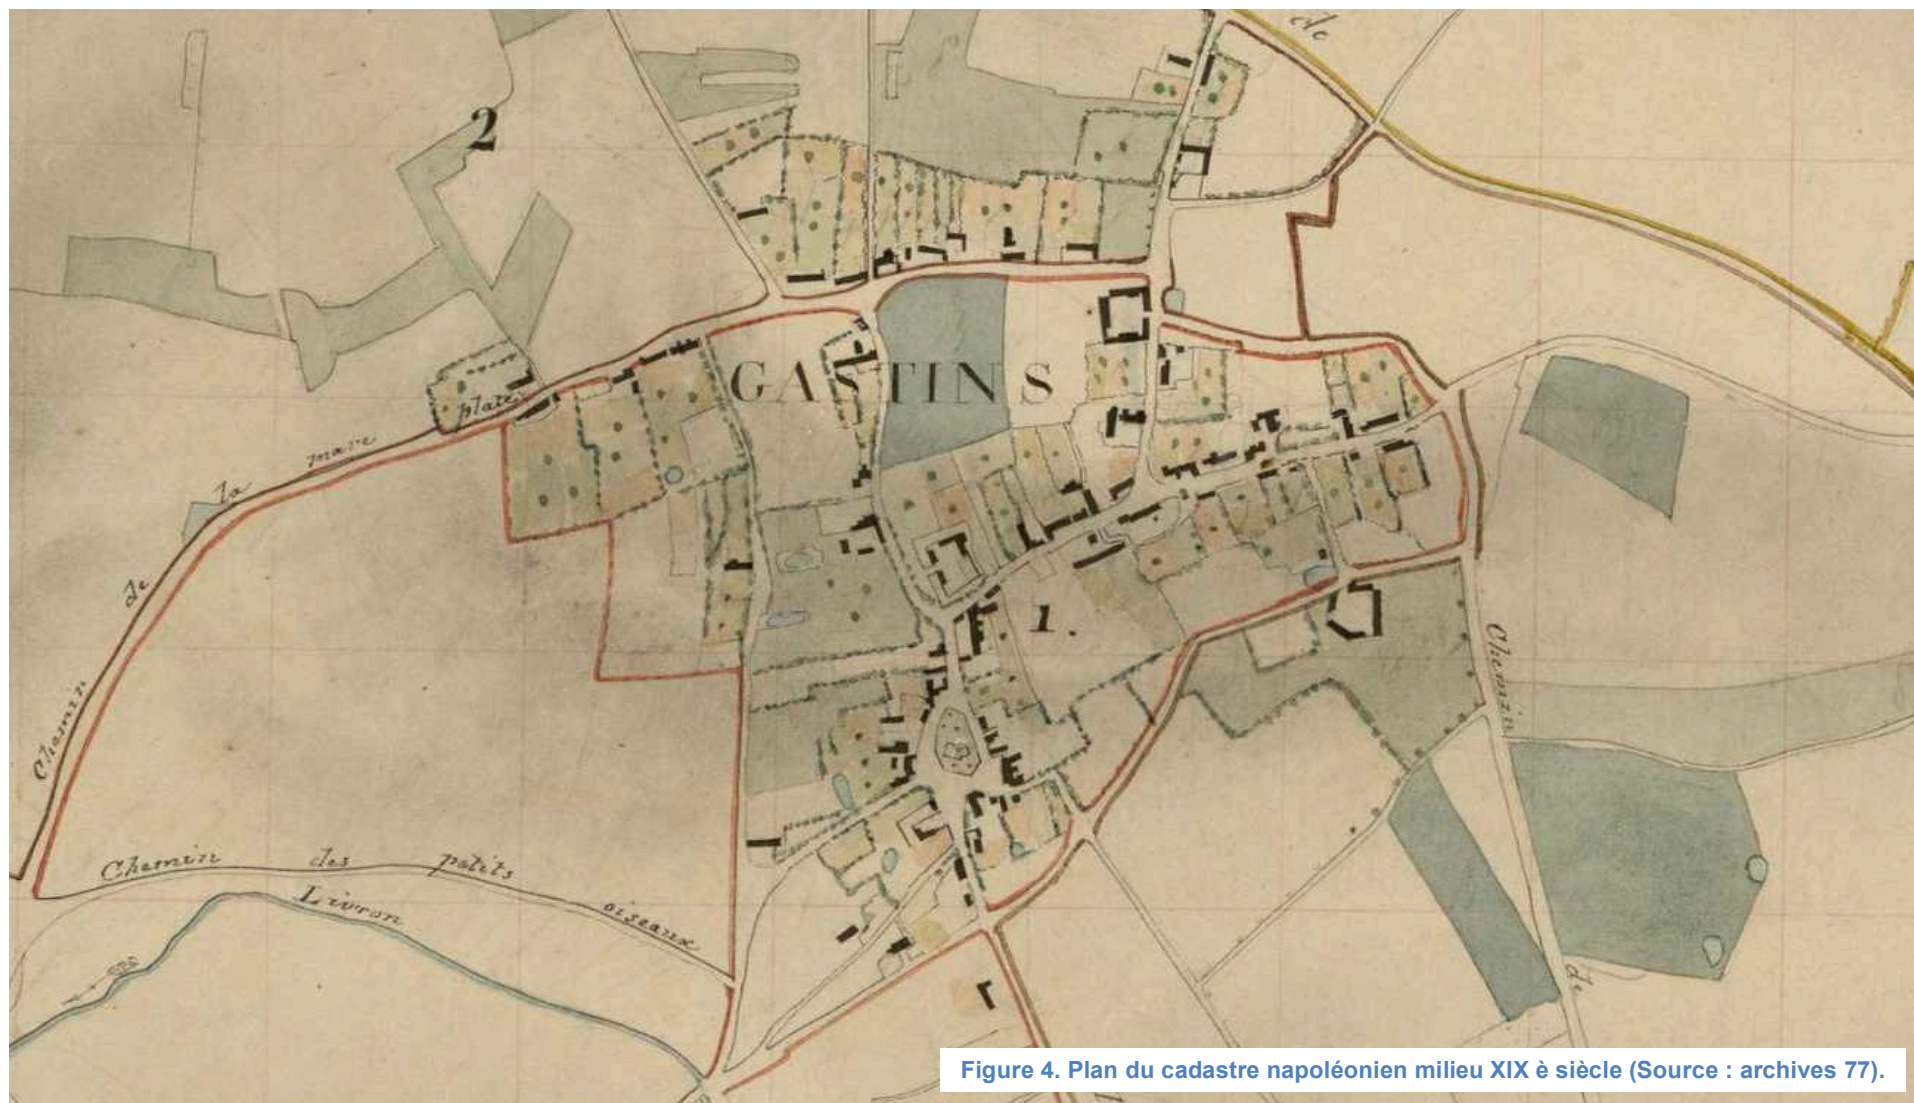 de
2
GASTINS
Chemin de la mare plate
1.
Chemin
de
Chemin des petits oiseaux
Livron
Figure 4. Plan du cadastre napoléonien milieu XIX è siècle (Source : archives 77).